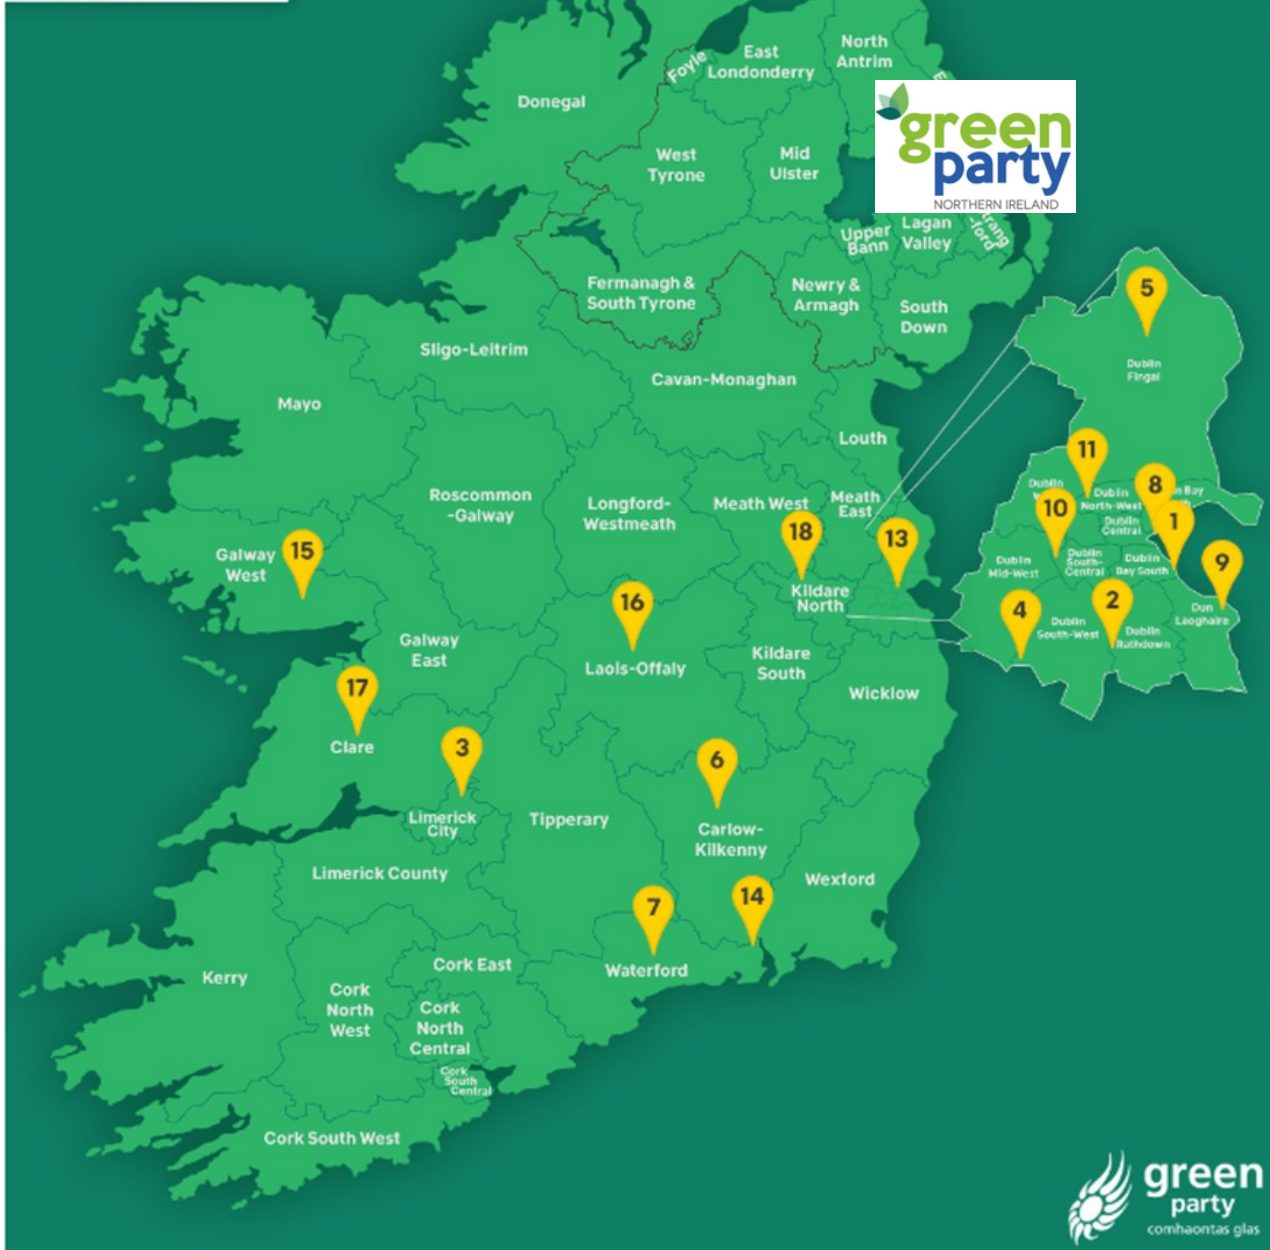 North
Antrim
East
Londonderry
Foyle
Donegal
green
party
NORTHERN IRELAND
West
Tyrone
Mid
Ulster
Upper
Bann
Lagan
Valley
Fermanagh &
South Tyrone
Newry &
Armagh
South
Down
5
Dublin
Fingal
Sligo-Leitrim
Cavan-Monaghan
Mayo
Louth
11
8
Dublin
Dublin
North-West
Bay
10
1
Dublin
Central
Roscommon
-Galway
Longford-
Westmeath
Meath West
Meath
East
18
13
Galway
West
15
Dublin
Mid-West
Dublin
South-
Central
Dublin
Bay South
9
16
Kildare
North
4
2
Dun
Laoghaire
Dublin
South-West
Dublin
Rathdown
Galway
East
Laois-Offaly
Kildare
South
Wicklow
17
Clare
3
6
Limerick
City
Tipperary
Carlow-
Kilkenny
Limerick County
Wexford
7
14
Kerry
Cork East
Waterford
Cork
North
West
Cork
North
Central
Cork
South
Central
Cork South West
green
party
comhaontas glas